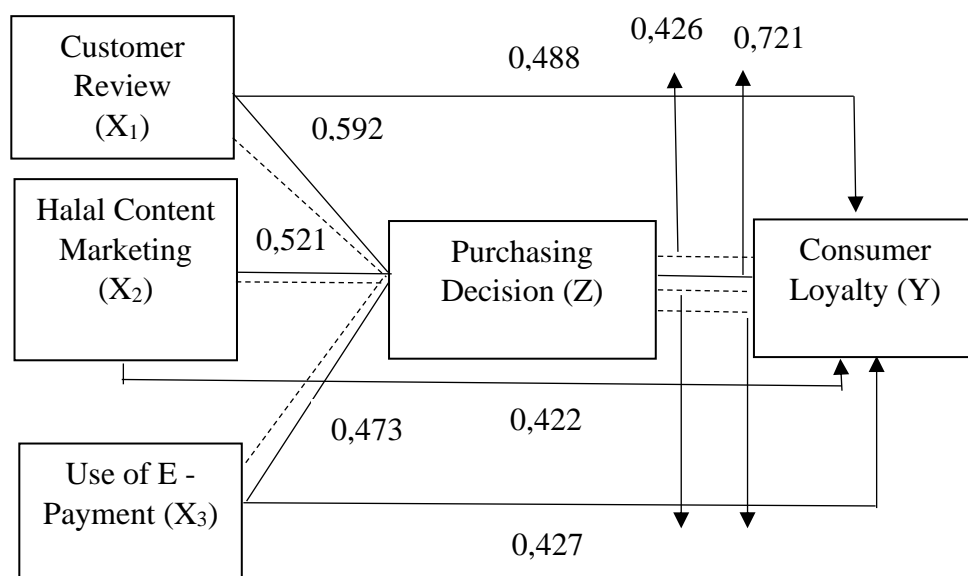 Customer
Review
(X₁)
0,488
0,426
0,721
0,592
Halal Content
Marketing
(X₂)
0,521
Purchasing
Decision (Z)
Consumer
Loyalty (Y)
0,473
0,422
Use of E -
Payment (X₃)
0,427